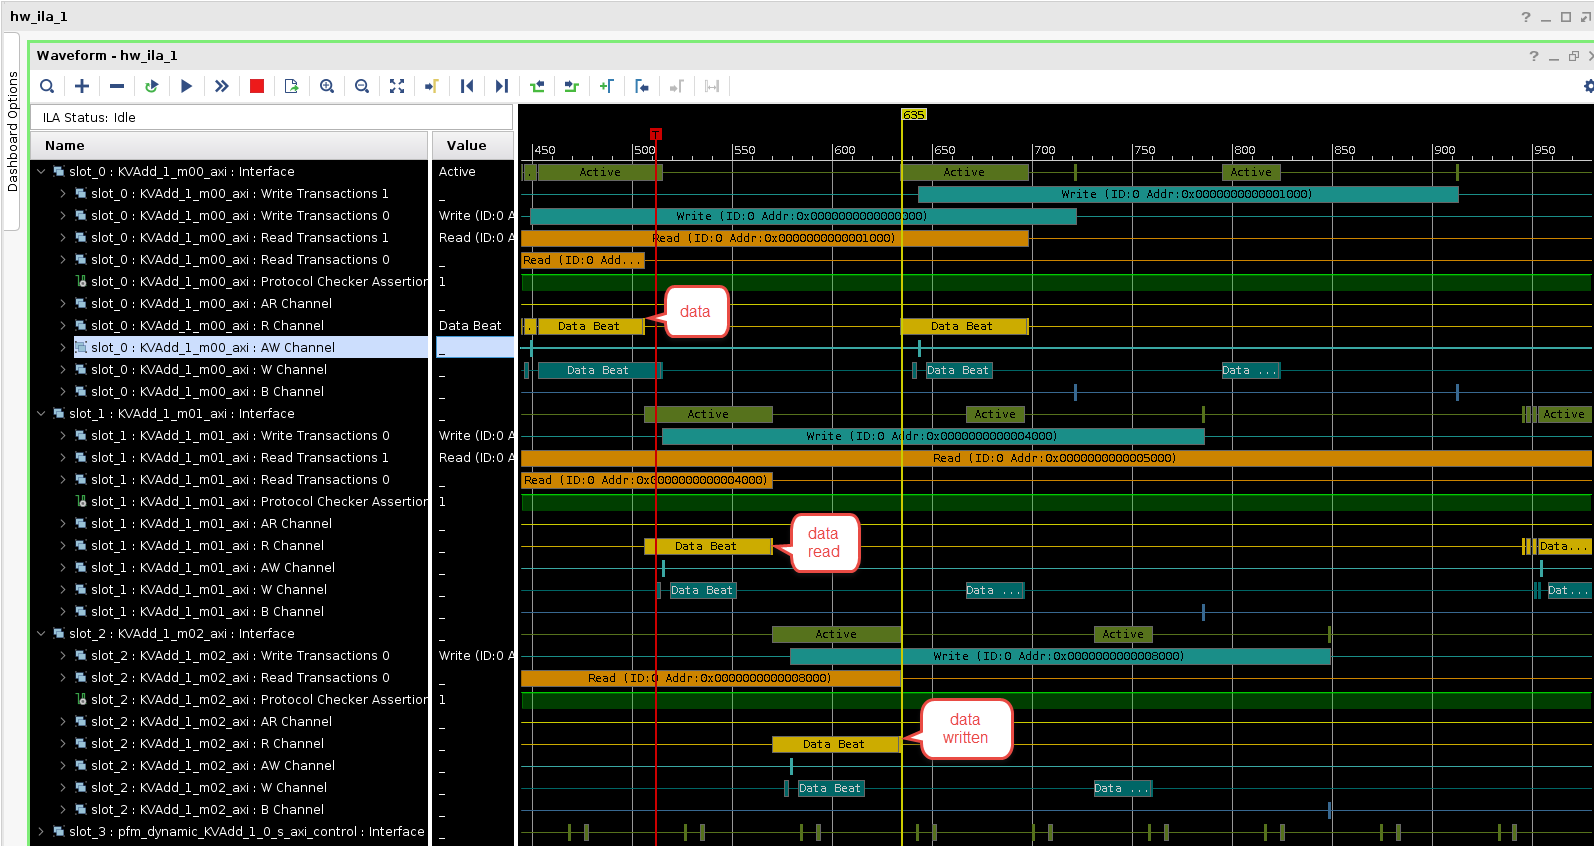 hw_ila_1
Dashboard Options
Waveform - hw_ila_1
ILA Status: Idle
Name Value
635
450 500 550 600 650 700 750 800 850 900 950
slot_0 : KVAdd_1_m00_axi : Interface Active Active Active Active
slot_0 : KVAdd_1_m00_axi : Write Transactions 1 _ Write (ID:0 Addr:0x0000000000001000)
slot_0 : KVAdd_1_m00_axi : Write Transactions 0 Write (ID:0 A Write (ID:0 Addr:0x0000000000000000)
slot_0 : KVAdd_1_m00_axi : Read Transactions 1 Read (ID:0 A Read (ID:0 Addr:0x0000000000001000)
slot_0 : KVAdd_1_m00_axi : Read Transactions 0 _ Read (ID:0 Add...
slot_0 : KVAdd_1_m00_axi : Protocol Checker Assertior 1
slot_0 : KVAdd_1_m00_axi : AR Channel _
data
slot_0 : KVAdd_1_m00_axi : R Channel Data Beat Data Beat Data Beat
slot_0 : KVAdd_1_m00_axi : AW Channel _
slot_0 : KVAdd_1_m00_axi : W Channel _ Data Beat Data Beat Data ...
slot_0 : KVAdd_1_m00_axi : B Channel _
slot_1 : KVAdd_1_m01_axi : Interface _ Active Active Active
slot_1 : KVAdd_1_m01_axi : Write Transactions 0 Write (ID:0 A Write (ID:0 Addr:0x0000000000004000)
slot_1 : KVAdd_1_m01_axi : Read Transactions 1 Read (ID:0 A Read (ID:0 Addr:0x0000000000005000)
slot_1 : KVAdd_1_m01_axi : Read Transactions 0 _ Read (ID:0 Addr:0x0000000000004000)
slot_1 : KVAdd_1_m01_axi : Protocol Checker Assertior 1
slot_1 : KVAdd_1_m01_axi : AR Channel _
data
read
slot_1 : KVAdd_1_m01_axi : R Channel _ Data Beat Data...
slot_1 : KVAdd_1_m01_axi : AW Channel _
slot_1 : KVAdd_1_m01_axi : W Channel _ Data Beat Data ... Dat...
slot_1 : KVAdd_1_m01_axi : B Channel _
slot_2 : KVAdd_1_m02_axi : Interface _ Active Active
slot_2 : KVAdd_1_m02_axi : Write Transactions 0 Write (ID:0 A Write (ID:0 Addr:0x0000000000008000)
slot_2 : KVAdd_1_m02_axi : Read Transactions 0 _ Read (ID:0 Addr:0x0000000000008000)
slot_2 : KVAdd_1_m02_axi : Protocol Checker Assertior 1
slot_2 : KVAdd_1_m02_axi : AR Channel _
data
written
slot_2 : KVAdd_1_m02_axi : R Channel _ Data Beat
slot_2 : KVAdd_1_m02_axi : AW Channel _
slot_2 : KVAdd_1_m02_axi : W Channel _ Data Beat Data ...
slot_2 : KVAdd_1_m02_axi : B Channel _
slot_3 : pfm_dynamic_KVAdd_1_0_s_axi_control : Interface _